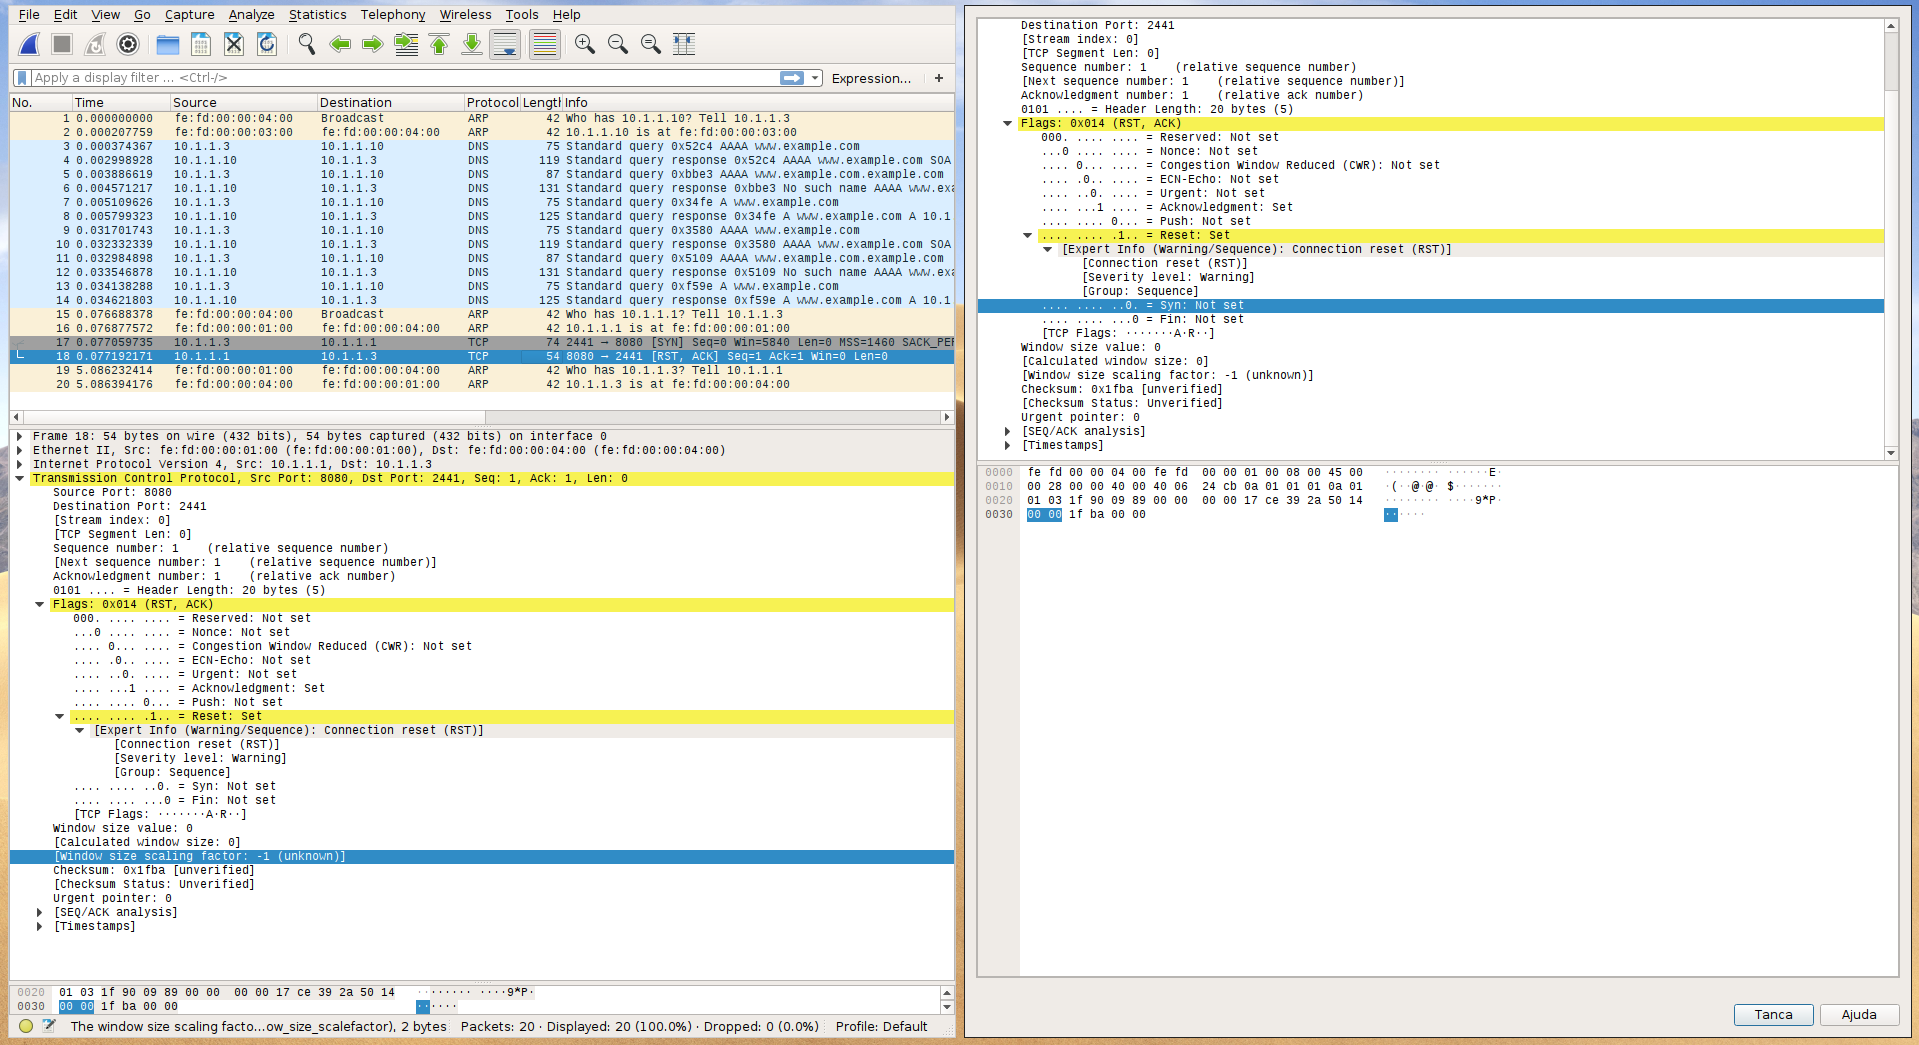 File Edit View Go Capture Analyze Statistics Telephony Wireless Tools Help
Apply a display filter ... <Ctrl-/> Expression... +
No. Time Source Destination Protocol Length Info
1 0.000000000 fe:fd:00:00:04:00 Broadcast ARP 42 Who has 10.1.1.10? Tell 10.1.1.3
2 0.000207759 fe:fd:00:00:03:00 fe:fd:00:00:04:00 ARP 42 10.1.1.10 is at fe:fd:00:00:03:00
3 0.000374367 10.1.1.3 10.1.1.10 DNS 75 Standard query 0x52c4 AAAA www.example.com
4 0.002998928 10.1.1.10 10.1.1.3 DNS 119 Standard query response 0x52c4 AAAA www.example.com SOA
5 0.003886619 10.1.1.3 10.1.1.10 DNS 87 Standard query 0xbbe3 AAAA www.example.com.example.com
6 0.004571217 10.1.1.10 10.1.1.3 DNS 131 Standard query response 0xbbe3 No such name AAAA www.exa
7 0.005109626 10.1.1.3 10.1.1.10 DNS 75 Standard query 0x34fe A www.example.com
8 0.005799323 10.1.1.10 10.1.1.3 DNS 125 Standard query response 0x34fe A www.example.com A 10.1
9 0.031701743 10.1.1.3 10.1.1.10 DNS 75 Standard query 0x3580 AAAA www.example.com
10 0.032332339 10.1.1.10 10.1.1.3 DNS 119 Standard query response 0x3580 AAAA www.example.com SOA
11 0.032984898 10.1.1.3 10.1.1.10 DNS 87 Standard query 0x5109 AAAA www.example.com.example.com
12 0.033546878 10.1.1.10 10.1.1.3 DNS 131 Standard query response 0x5109 No such name AAAA www.exa
13 0.034138288 10.1.1.3 10.1.1.10 DNS 75 Standard query 0xf59e A www.example.com
14 0.034621803 10.1.1.10 10.1.1.3 DNS 125 Standard query response 0xf59e A www.example.com A 10.1
15 0.076688378 fe:fd:00:00:04:00 Broadcast ARP 42 Who has 10.1.1.1? Tell 10.1.1.3
16 0.076877572 fe:fd:00:00:01:00 fe:fd:00:00:04:00 ARP 42 10.1.1.1 is at fe:fd:00:00:01:00
17 0.077059735 10.1.1.3 10.1.1.1 TCP 74 2441 → 8080 [SYN] Seq=0 Win=5840 Len=0 MSS=1460 SACK_PER
18 0.077192171 10.1.1.1 10.1.1.3 TCP 54 8080 → 2441 [RST, ACK] Seq=1 Ack=1 Win=0 Len=0
19 5.086232414 fe:fd:00:00:01:00 fe:fd:00:00:04:00 ARP 42 Who has 10.1.1.3? Tell 10.1.1.1
20 5.086394176 fe:fd:00:00:04:00 fe:fd:00:00:01:00 ARP 42 10.1.1.3 is at fe:fd:00:00:04:00
Frame 18: 54 bytes on wire (432 bits), 54 bytes captured (432 bits) on interface 0
Ethernet II, Src: fe:fd:00:00:01:00 (fe:fd:00:00:01:00), Dst: fe:fd:00:00:04:00 (fe:fd:00:00:04:00)
Internet Protocol Version 4, Src: 10.1.1.1, Dst: 10.1.1.3
Transmission Control Protocol, Src Port: 8080, Dst Port: 2441, Seq: 1, Ack: 1, Len: 0
Source Port: 8080
Destination Port: 2441
[Stream index: 0]
[TCP Segment Len: 0]
Sequence number: 1 (relative sequence number)
[Next sequence number: 1 (relative sequence number)]
Acknowledgment number: 1 (relative ack number)
0101 .... = Header Length: 20 bytes (5)
Flags: 0x014 (RST, ACK)
000. .... .... = Reserved: Not set
...0 .... .... = Nonce: Not set
.... 0... .... = Congestion Window Reduced (CWR): Not set
.... .0.. .... = ECN-Echo: Not set
.... ..0. .... = Urgent: Not set
.... ...1 .... = Acknowledgment: Set
.... .... 0... = Push: Not set
.... .... .1.. = Reset: Set
[Expert Info (Warning/Sequence): Connection reset (RST)]
[Connection reset (RST)]
[Severity level: Warning]
[Group: Sequence]
.... .... ..0. = Syn: Not set
.... .... ...0 = Fin: Not set
[TCP Flags: ·······A·R··]
Window size value: 0
[Calculated window size: 0]
[Window size scaling factor: -1 (unknown)]
Checksum: 0x1fba [unverified]
[Checksum Status: Unverified]
Urgent pointer: 0
[SEQ/ACK analysis]
[Timestamps]
0020 01 03 1f 90 09 89 00 00 00 00 17 ce 39 2a 50 14 ········ ····9*P·
0030 00 00 1f ba 00 00 ······
The window size scaling facto...ow_size_scalefactor), 2 bytes Packets: 20 · Displayed: 20 (100.0%) · Dropped: 0 (0.0%) Profile: Default
Destination Port: 2441
[Stream index: 0]
[TCP Segment Len: 0]
Sequence number: 1 (relative sequence number)
[Next sequence number: 1 (relative sequence number)]
Acknowledgment number: 1 (relative ack number)
0101 .... = Header Length: 20 bytes (5)
Flags: 0x014 (RST, ACK)
000. .... .... = Reserved: Not set
...0 .... .... = Nonce: Not set
.... 0... .... = Congestion Window Reduced (CWR): Not set
.... .0.. .... = ECN-Echo: Not set
.... ..0. .... = Urgent: Not set
.... ...1 .... = Acknowledgment: Set
.... .... 0... = Push: Not set
.... .... .1.. = Reset: Set
[Expert Info (Warning/Sequence): Connection reset (RST)]
[Connection reset (RST)]
[Severity level: Warning]
[Group: Sequence]
.... .... ..0. = Syn: Not set
.... .... ...0 = Fin: Not set
[TCP Flags: ·······A·R··]
Window size value: 0
[Calculated window size: 0]
[Window size scaling factor: -1 (unknown)]
Checksum: 0x1fba [unverified]
[Checksum Status: Unverified]
Urgent pointer: 0
[SEQ/ACK analysis]
[Timestamps]
0000 fe fd 00 00 04 00 fe fd 00 00 01 00 08 00 45 00 ········ ······E·
0010 00 28 00 00 40 00 40 06 24 cb 0a 01 01 01 0a 01 ·(··@·@· $·······
0020 01 03 1f 90 09 89 00 00 00 00 17 ce 39 2a 50 14 ········ ····9*P·
0030 00 00 1f ba 00 00 ······
Tanca Ajuda